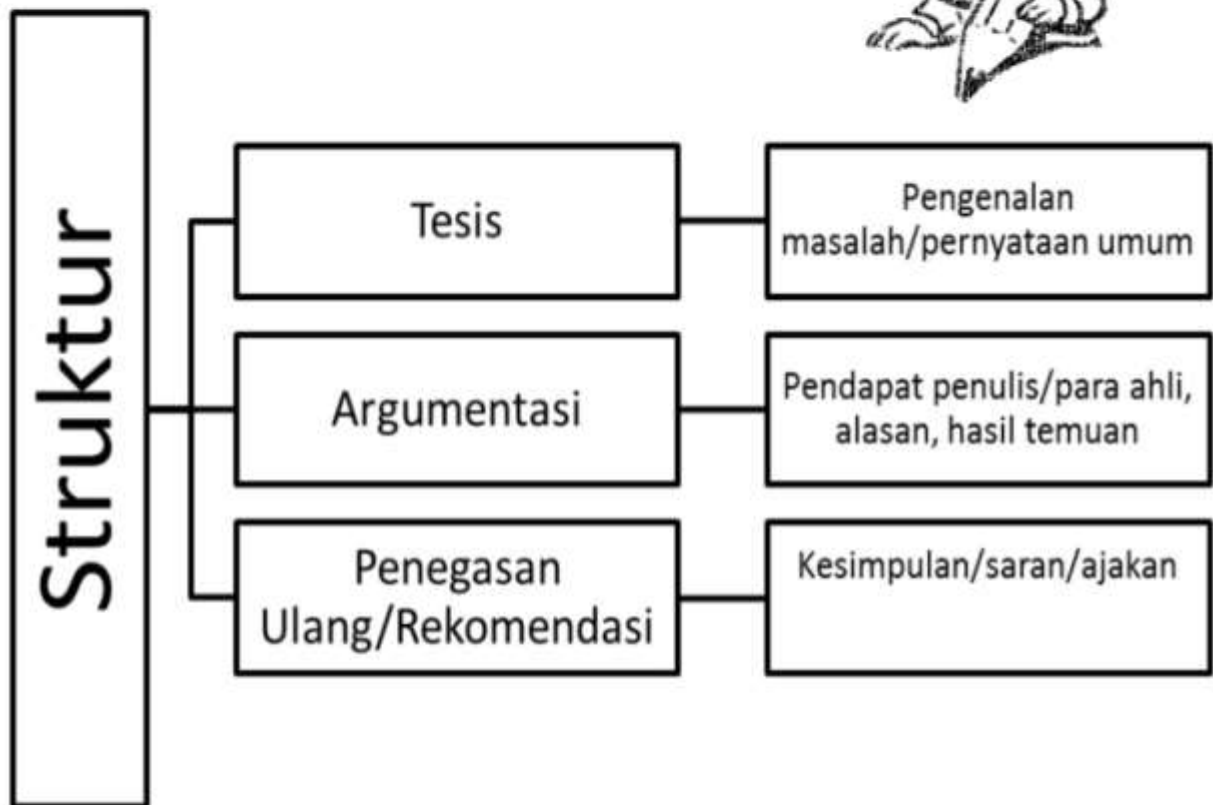 Struktur
Tesis
Pengenalan
masalah/pernyataan umum
Argumentasi
Pendapat penulis/para ahli,
alasan, hasil temuan
Penegasan
Ulang/Rekomendasi
Kesimpulan/saran/ajakan